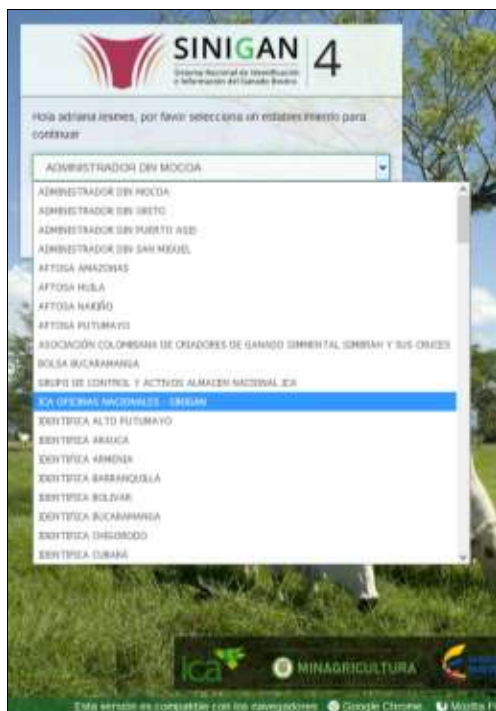 SINIGAN 4
Sistema Nacional de Identificación
e Información del Ganado Bovino
Hola adriana lesmes, por favor selecciona un establecimiento para
continuar
ADMINISTRADOR DIN MOCOA
ADMINISTRADOR DIN MOCOA
ADMINISTRADOR DIN ORITO
ADMINISTRADOR DIN PUERTO ASIS
ADMINISTRADOR DIN SAN MIGUEL
AFTOSA AMAZONAS
AFTOSA HUILA
AFTOSA NARIÑO
AFTOSA PUTUMAYO
ASOCIACIÓN COLOMBIANA DE CRIADORES DE GANADO SIMMENTAL SIMBRAH Y SUS CRUCES
BOLSA BUCARAMANGA
GRUPO DE CONTROL Y ACTIVOS ALMACEN NACIONAL ICA
ICA OFICINAS NACIONALES - SINIGAN
IDENTIFICA ALTO PUTUMAYO
IDENTIFICA ARAUCA
IDENTIFICA ARMENIA
IDENTIFICA BARRANQUILLA
IDENTIFICA BOLIVAR
IDENTIFICA BUCARAMANGA
IDENTIFICA CHIGORODO
IDENTIFICA CUBARÁ
ica MINAGRICULTURA
Esta versión es compatible con los navegadores Google Chrome Mozilla F